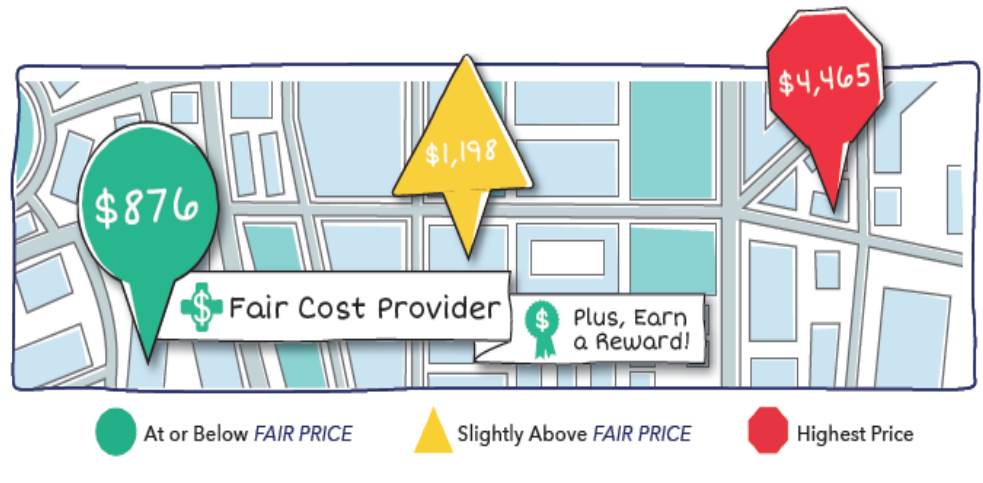 $4,465
$1,198
$876
$ Fair Cost Provider
$ Plus, Earn
a Reward!
At or Below FAIR PRICE
Slightly Above FAIR PRICE
Highest Price